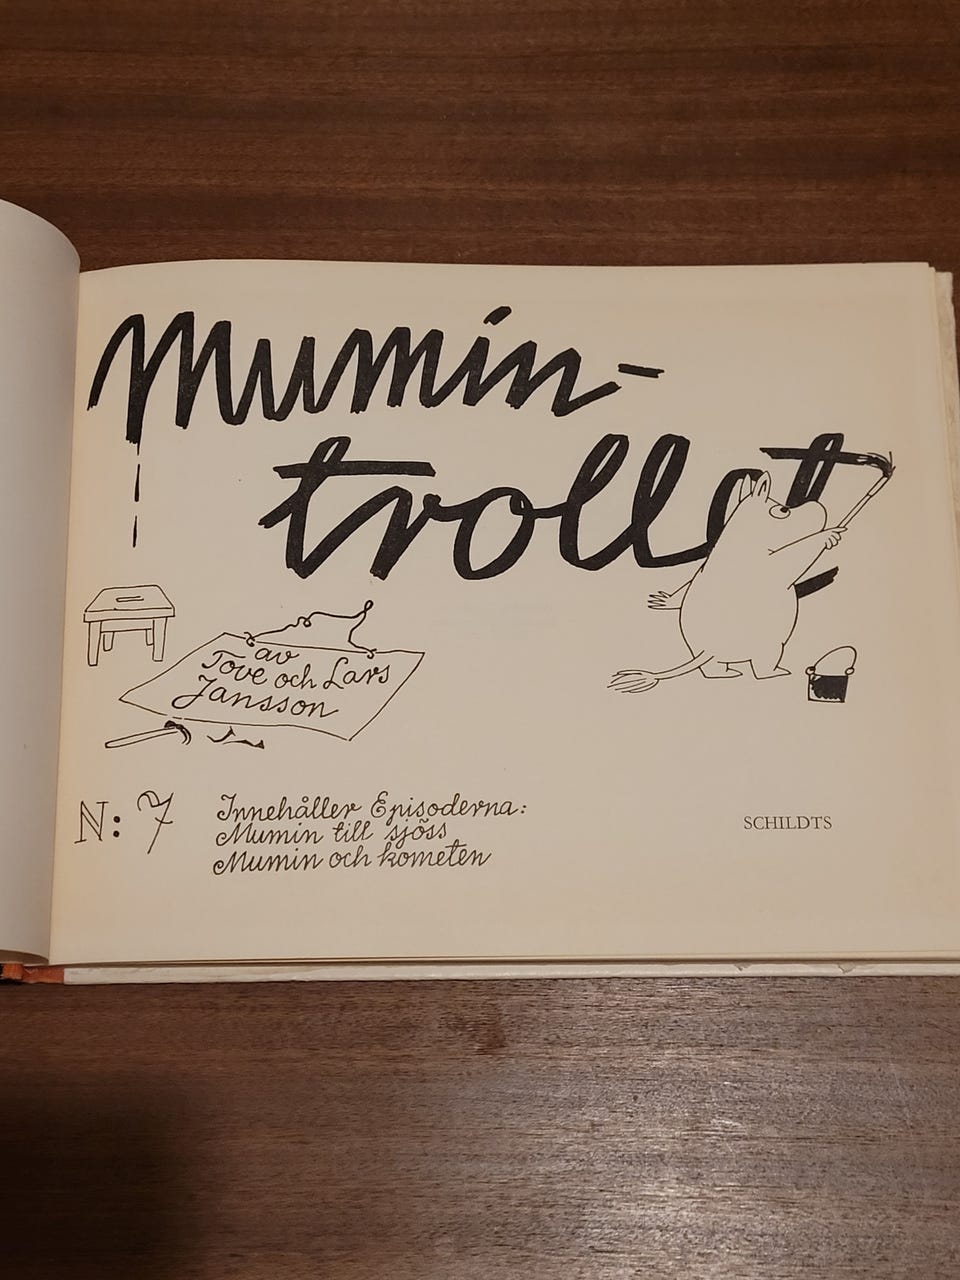 Mumin-
trollet
av
Tove och Lars
Jansson
N: 7
Innehåller Episoderna:
Mumin till sjöss
Mumin och kometen
SCHILDTS